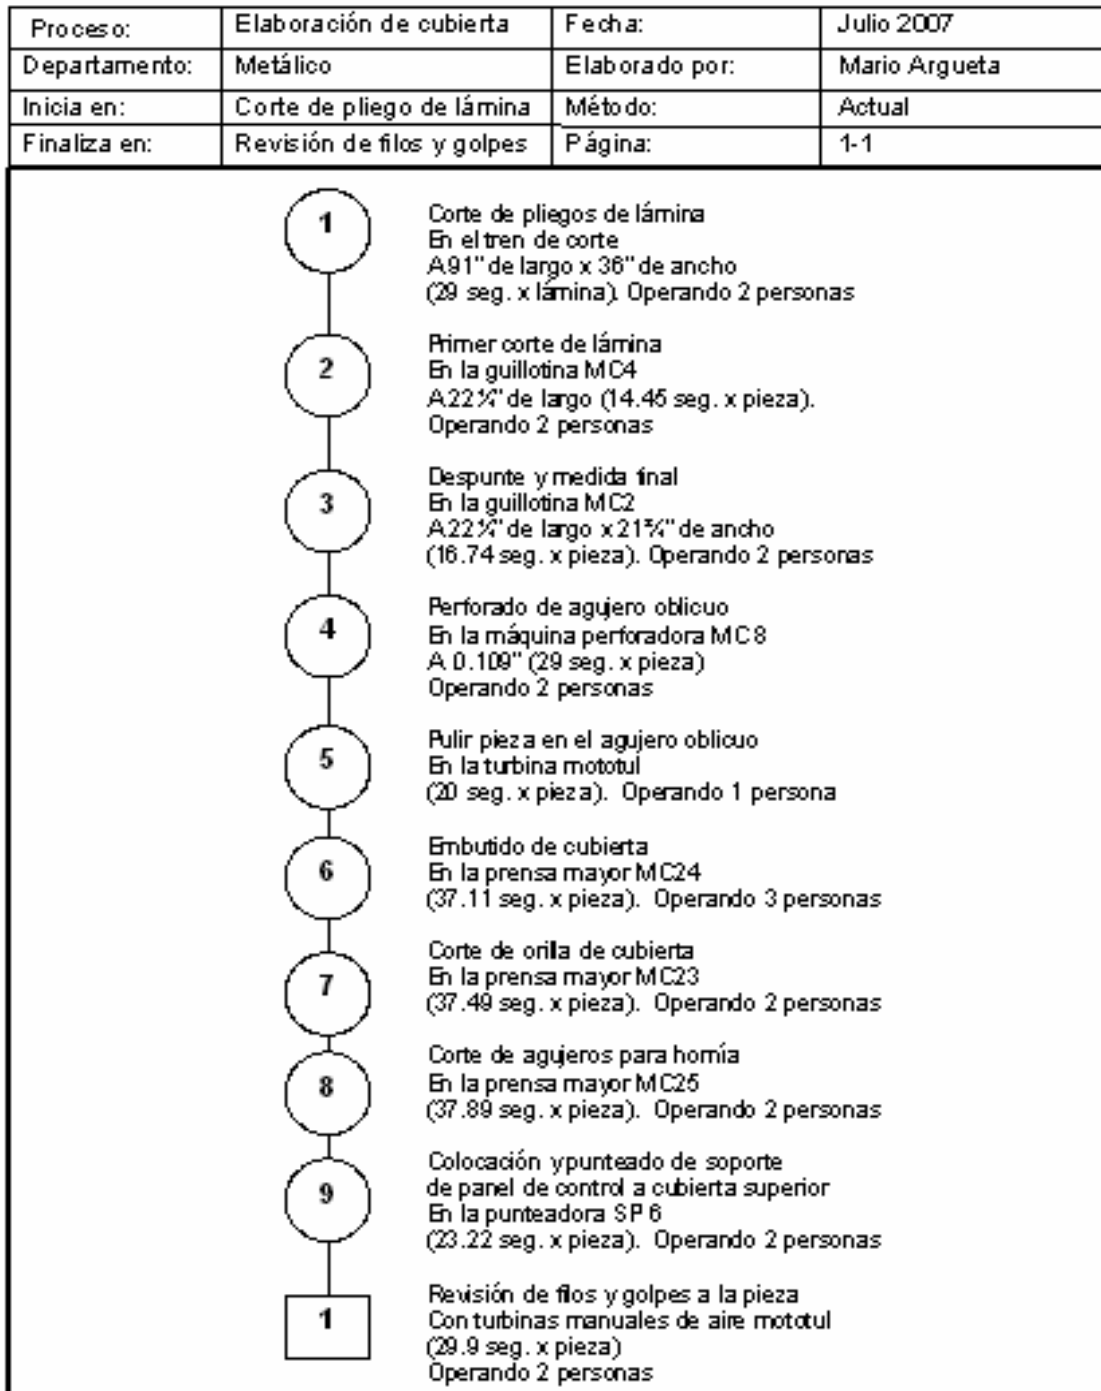 Proceso: Elaboración de cubierta Fecha: Julio 2007
Departamento: Metálico Elaborado por: Mario Argueta
Inicia en: Corte de pliego de lámina Método: Actual
Finaliza en: Revisión de filos y golpes Página: 1-1
1
Corte de pliegos de lámina
En el tren de corte
A 91" de largo x 36" de ancho
(29 seg. x lámina). Operando 2 personas
2
Primer corte de lámina
En la guillotina MC4
A 22 ¼" de largo (14.45 seg. x pieza).
Operando 2 personas
3
Despunte y medida final
En la guillotina MC2
A 22 ¼" de largo x 21 ¾" de ancho
(16.74 seg. x pieza). Operando 2 personas
4
Perforado de agujero oblicuo
En la máquina perforadora MC 8
A 0.109" (29 seg. x pieza)
Operando 2 personas
5
Pulir pieza en el agujero oblicuo
En la turbina mototul
(20 seg. x pieza). Operando 1 persona
6
Embutido de cubierta
En la prensa mayor MC24
(37.11 seg. x pieza). Operando 3 personas
7
Corte de orilla de cubierta
En la prensa mayor MC23
(37.49 seg. x pieza). Operando 2 personas
8
Corte de agujeros para hornía
En la prensa mayor MC25
(37.89 seg. x pieza). Operando 2 personas
9
Colocación y punteado de soporte
de panel de control a cubierta superior
En la punteadora SP 6
(23.22 seg. x pieza). Operando 2 personas
1
Revisión de filos y golpes a la pieza
Con turbinas manuales de aire mototul
(29.9 seg. x pieza)
Operando 2 personas